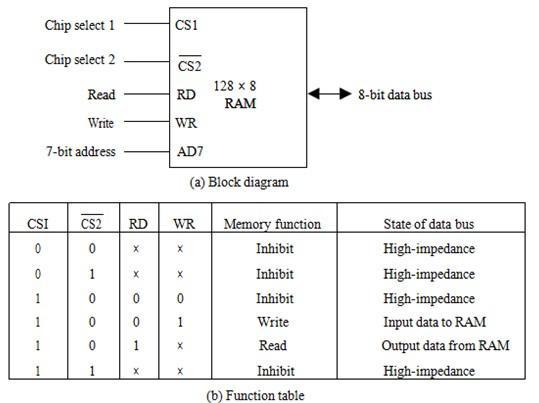 Chip select 1 CS1
Chip select 2 CS2
128 × 8
Read RD RAM 8-bit data bus
Write WR
7-bit address AD7
(a) Block diagram
CSI CS2 RD WR Memory function State of data bus
0 0 x x Inhibit High-impedance
0 1 x x Inhibit High-impedance
1 0 0 0 Inhibit High-impedance
1 0 0 1 Write Input data to RAM
1 0 1 x Read Output data from RAM
1 1 x x Inhibit High-impedance
(b) Function table